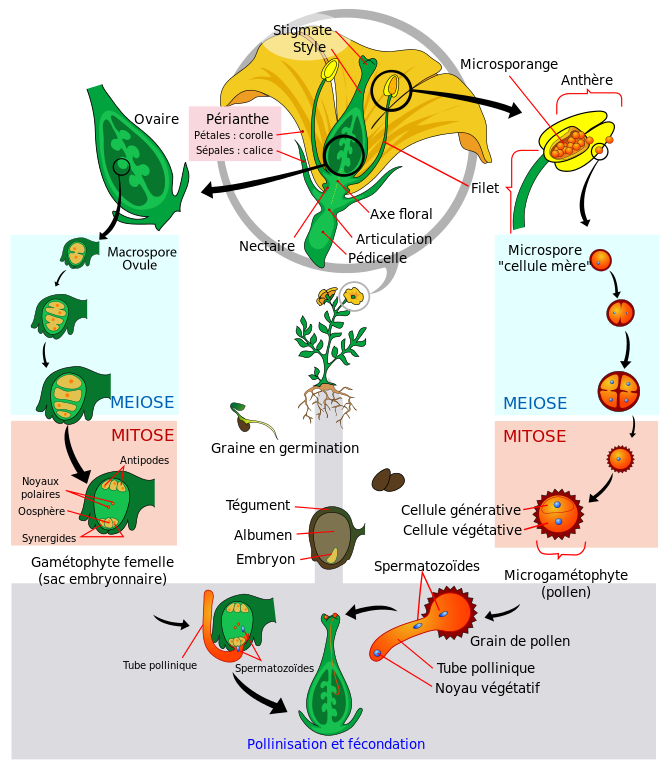 Stigmate
Style
Microsporange
Anthère
Ovaire
Périanthe
Pétales : corolle
Sépales : calice
Filet
Axe floral
Nectaire
Articulation
Pédicelle
Macrospore
Ovule
Microspore
"cellule mère"
MEIOSE
MEIOSE
MITOSE
MITOSE
Graine en germination
Antipodes
Noyaux
polaires
Oosphère
Synergides
Tégument
Albumen
Embryon
Cellule générative
Cellule végétative
Gamétophyte femelle
(sac embryonnaire)
Spermatozoïdes
Microgamétophyte
(pollen)
Grain de pollen
Tube pollinique
Spermatozoïdes
Tube pollinique
Noyau végétatif
Pollinisation et fécondation